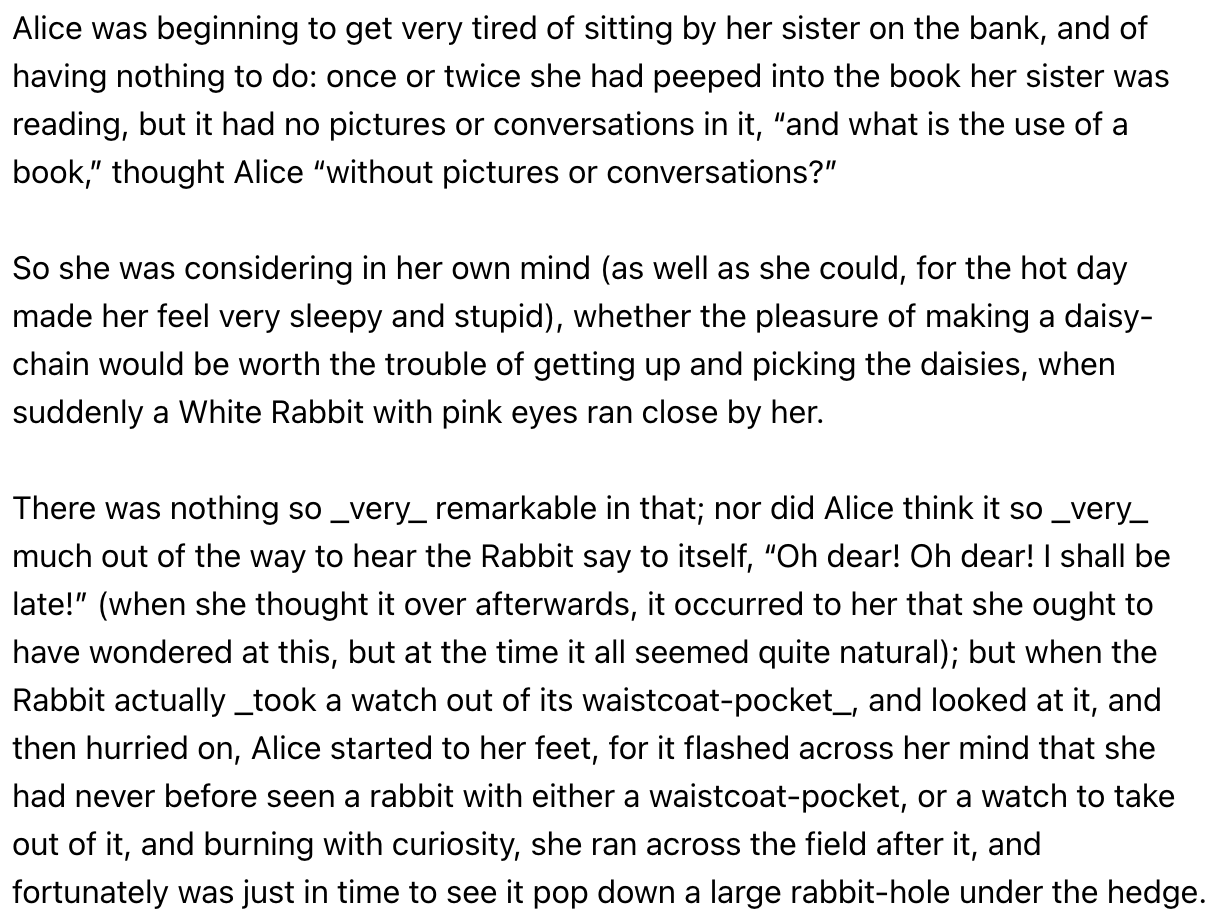 Alice was beginning to get very tired of sitting by her sister on the bank, and of
having nothing to do: once or twice she had peeped into the book her sister was
reading, but it had no pictures or conversations in it, “and what is the use of a
book,” thought Alice “without pictures or conversations?”

So she was considering in her own mind (as well as she could, for the hot day
made her feel very sleepy and stupid), whether the pleasure of making a daisy-
chain would be worth the trouble of getting up and picking the daisies, when
suddenly a White Rabbit with pink eyes ran close by her.

There was nothing so _very_ remarkable in that; nor did Alice think it so _very_
much out of the way to hear the Rabbit say to itself, “Oh dear! Oh dear! I shall be
late!” (when she thought it over afterwards, it occurred to her that she ought to
have wondered at this, but at the time it all seemed quite natural); but when the
Rabbit actually _took a watch out of its waistcoat-pocket_, and looked at it, and
then hurried on, Alice started to her feet, for it flashed across her mind that she
had never before seen a rabbit with either a waistcoat-pocket, or a watch to take
out of it, and burning with curiosity, she ran across the field after it, and
fortunately was just in time to see it pop down a large rabbit-hole under the hedge.